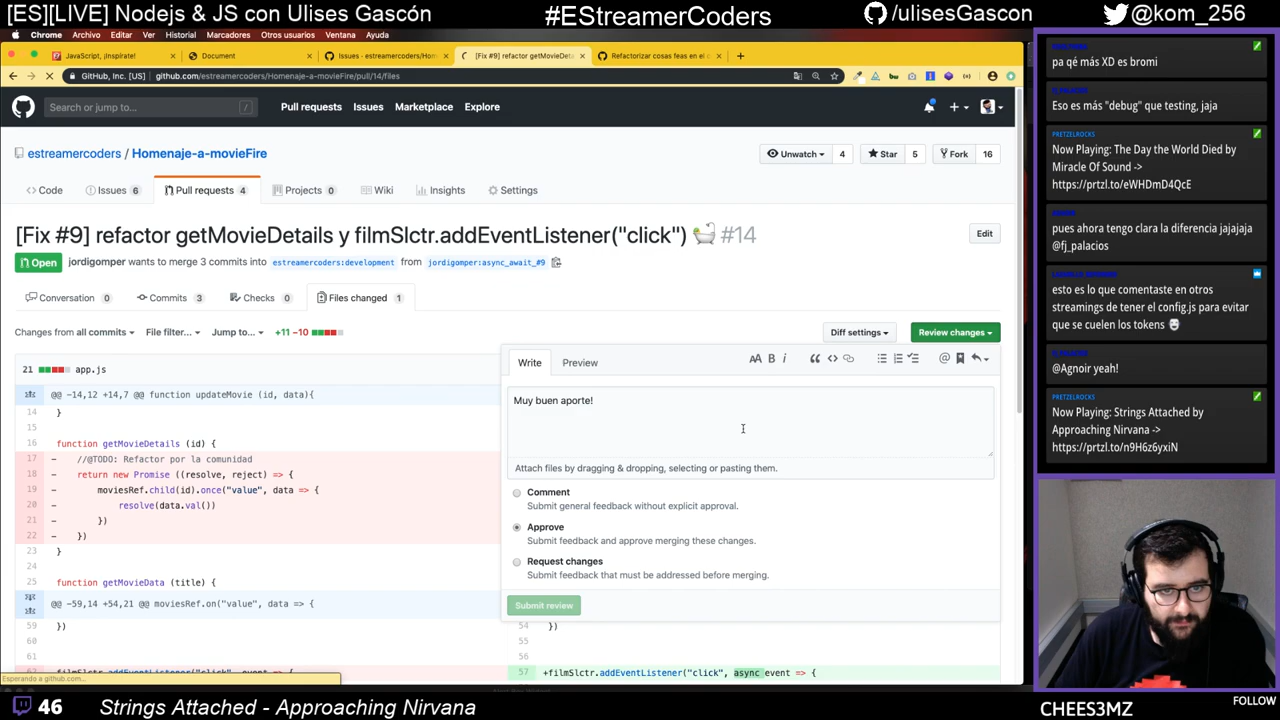 [ES][LIVE] Nodejs & JS con Ulises Gascón
#EStreamerCoders
/ulisesGascon
@kom_256
Chrome Archivo Editar Ver Historial Marcadores Otros usuarios Ventana Ayuda
JavaScript, ¡Inspírate!
Document
Issues · estreamercoders/Hom
[Fix #9] refactor getMovieDeta
Refactorizar cosas feas en el c
GitHub, Inc. [US] github.com/estreamercoders/Homenaje-a-movieFire/pull/14/files
Search or jump to...
Pull requests Issues Marketplace Explore
estreamercoders / Homenaje-a-movieFire
Unwatch 4 Star 5 Fork 16
Code Issues 6 Pull requests 4 Projects 0 Wiki Insights Settings
[Fix #9] refactor getMovieDetails y filmSlctr.addEventListener("click") 🛀 #14
Edit
Open jordigomper wants to merge 3 commits into estreamercoders:development from jordigomper:async_await_#9
Conversation 0 Commits 3 Checks 0 Files changed 1
Changes from all commits File filter... Jump to... +11 −10
Diff settings Review changes
21 app.js
@@ -14,12 +14,7 @@ function updateMovie (id, data){
14 }
15
16 function getMovieDetails (id) {
17 - //@TODO: Refactor por la comunidad
18 - return new Promise ((resolve, reject) => {
19 - moviesRef.child(id).once("value", data => {
20 - resolve(data.val())
21 - })
22 - })
23 }
24
25 function getMovieData (title) {
@@ -59,14 +54,21 @@ moviesRef.on("value", data => {
59 })
60
61
62 filmSlctr.addEventListener("click", event => {
Write Preview
Muy buen aporte!
Attach files by dragging & dropping, selecting or pasting them.
Comment
Submit general feedback without explicit approval.
Approve
Submit feedback and approve merging these changes.
Request changes
Submit feedback that must be addressed before merging.
Submit review
54 })
55
56
57 +filmSlctr.addEventListener("click", async event => {
Esperando a github.com...
pa qé más XD es bromi
Eso es más "debug" que testing, jaja
PRETZELROCKS
Now Playing: The Day the World Died by
Miracle Of Sound ->
https://prtzl.to/eWHDmD4QcE
pues ahora tengo clara la diferencia jajajaja
@fj_palacios
esto es lo que comentaste en otros
streamings de tener el config.js para evitar
que se cuelen los tokens
@Agnoir yeah!
PRETZELROCKS
Now Playing: Strings Attached by
Approaching Nirvana ->
https://prtzl.to/n9H6z6yxiN
46 Strings Attached - Approaching Nirvana
CHEES3MZ
FOLLOW